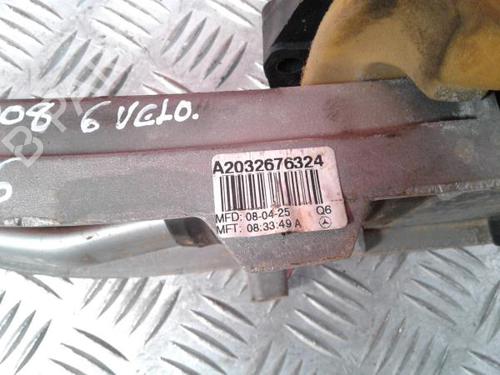 08 6 VELO.
A2032676324
MFD: 08-04-25 Q6
MFT: 08:33:49 A